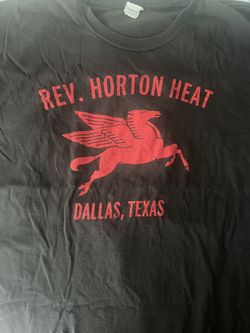 REV. HORTON HEAT
DALLAS, TEXAS